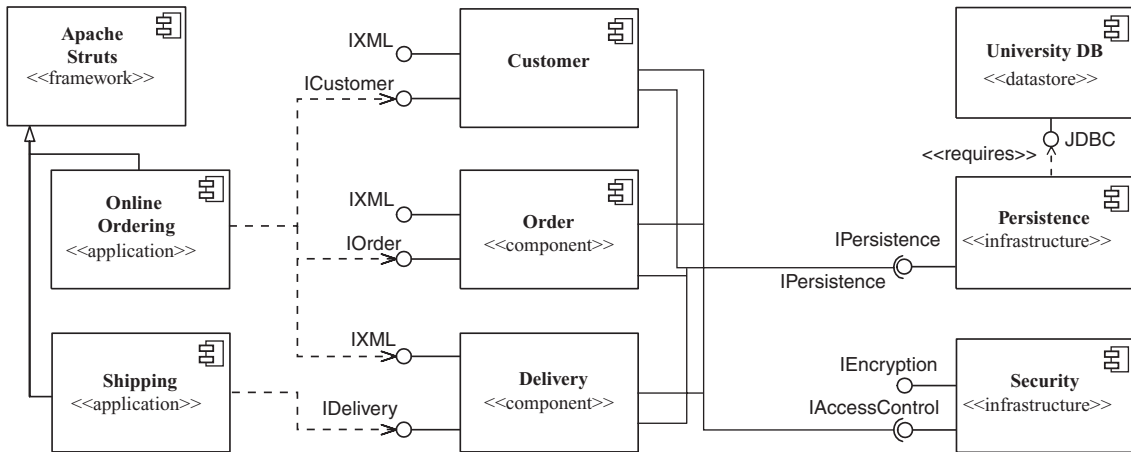 Apache
Struts
<<framework>>
Online
Ordering
<<application>>
Shipping
<<application>>
IXML
ICustomer
Customer
IXML
IOrder
Order
<<component>>
IXML
IDelivery
Delivery
<<component>>
University DB
<<datastore>>
JDBC
<<requires>>
Persistence
<<infrastructure>>
IPersistence
IPersistence
IEncryption
IAccessControl
Security
<<infrastructure>>